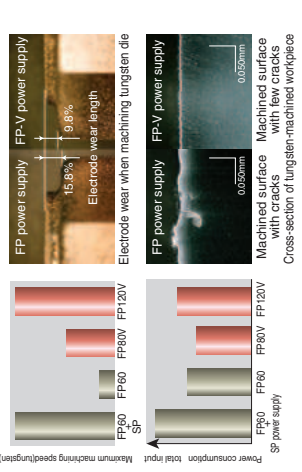 FP power supply
FP-V power supply
15.8%
9.8%
Electrode wear length
Electrode wear when machining tungsten die
FP power supply
FP-V power supply
0.050mm
0.050mm
Machined surface
with cracks
Machined surface
with few cracks
Cross-section of tungsten-machined workpiece
Maximum machining speed(tungsten)
FP60
+
SP
FP60
FP80V
FP120V
Power consumption total input
FP60
+
SP power supply
FP60
FP80V
FP120V